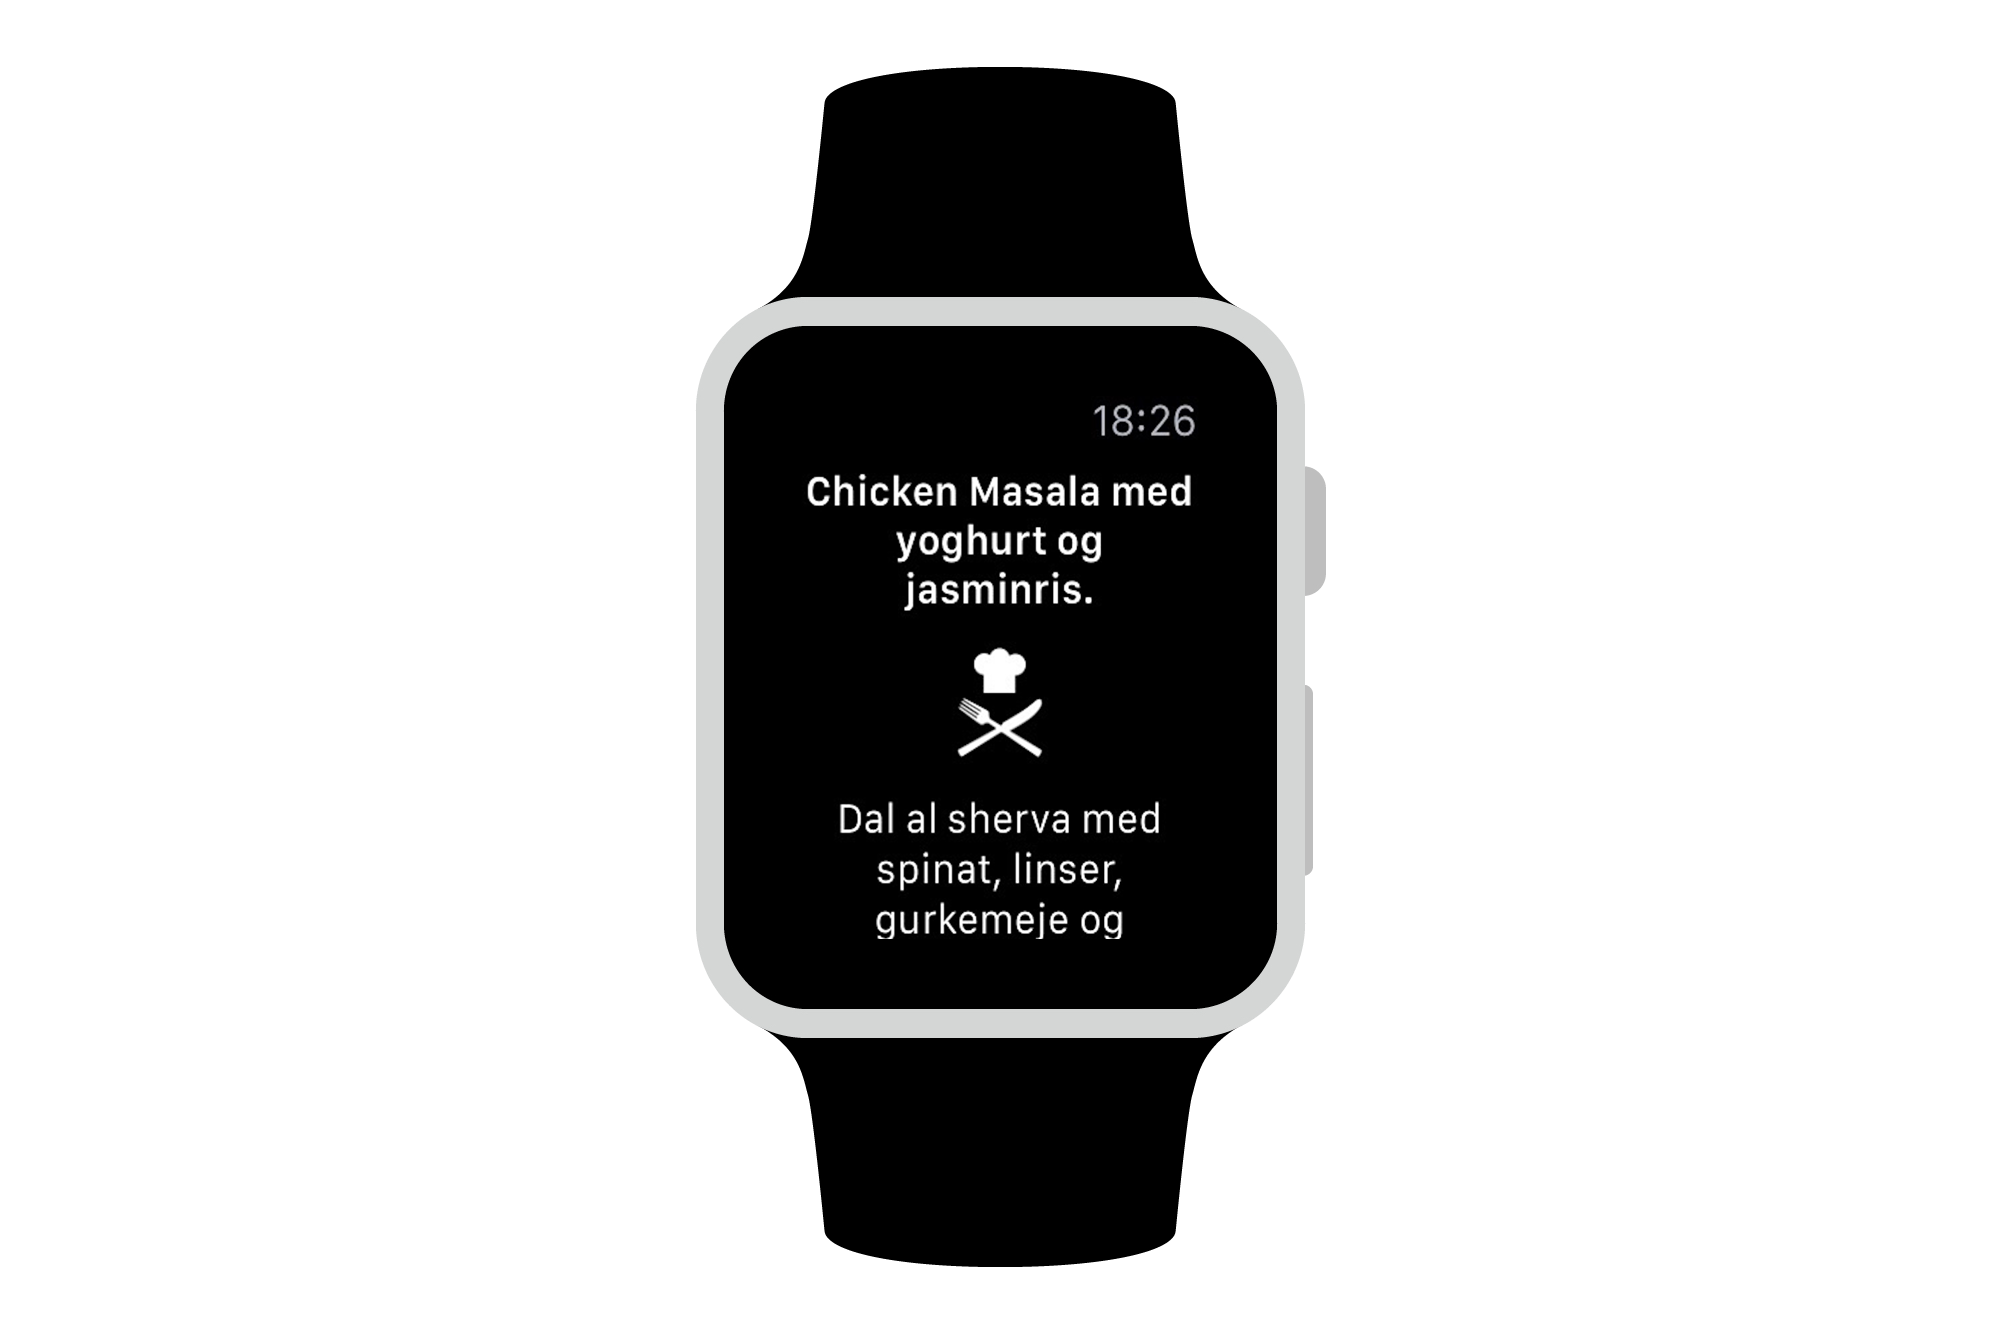 18:26
Chicken Masala med
yoghurt og
jasminris.
Dal al sherva med
spinat, linser,
gurkemeje og